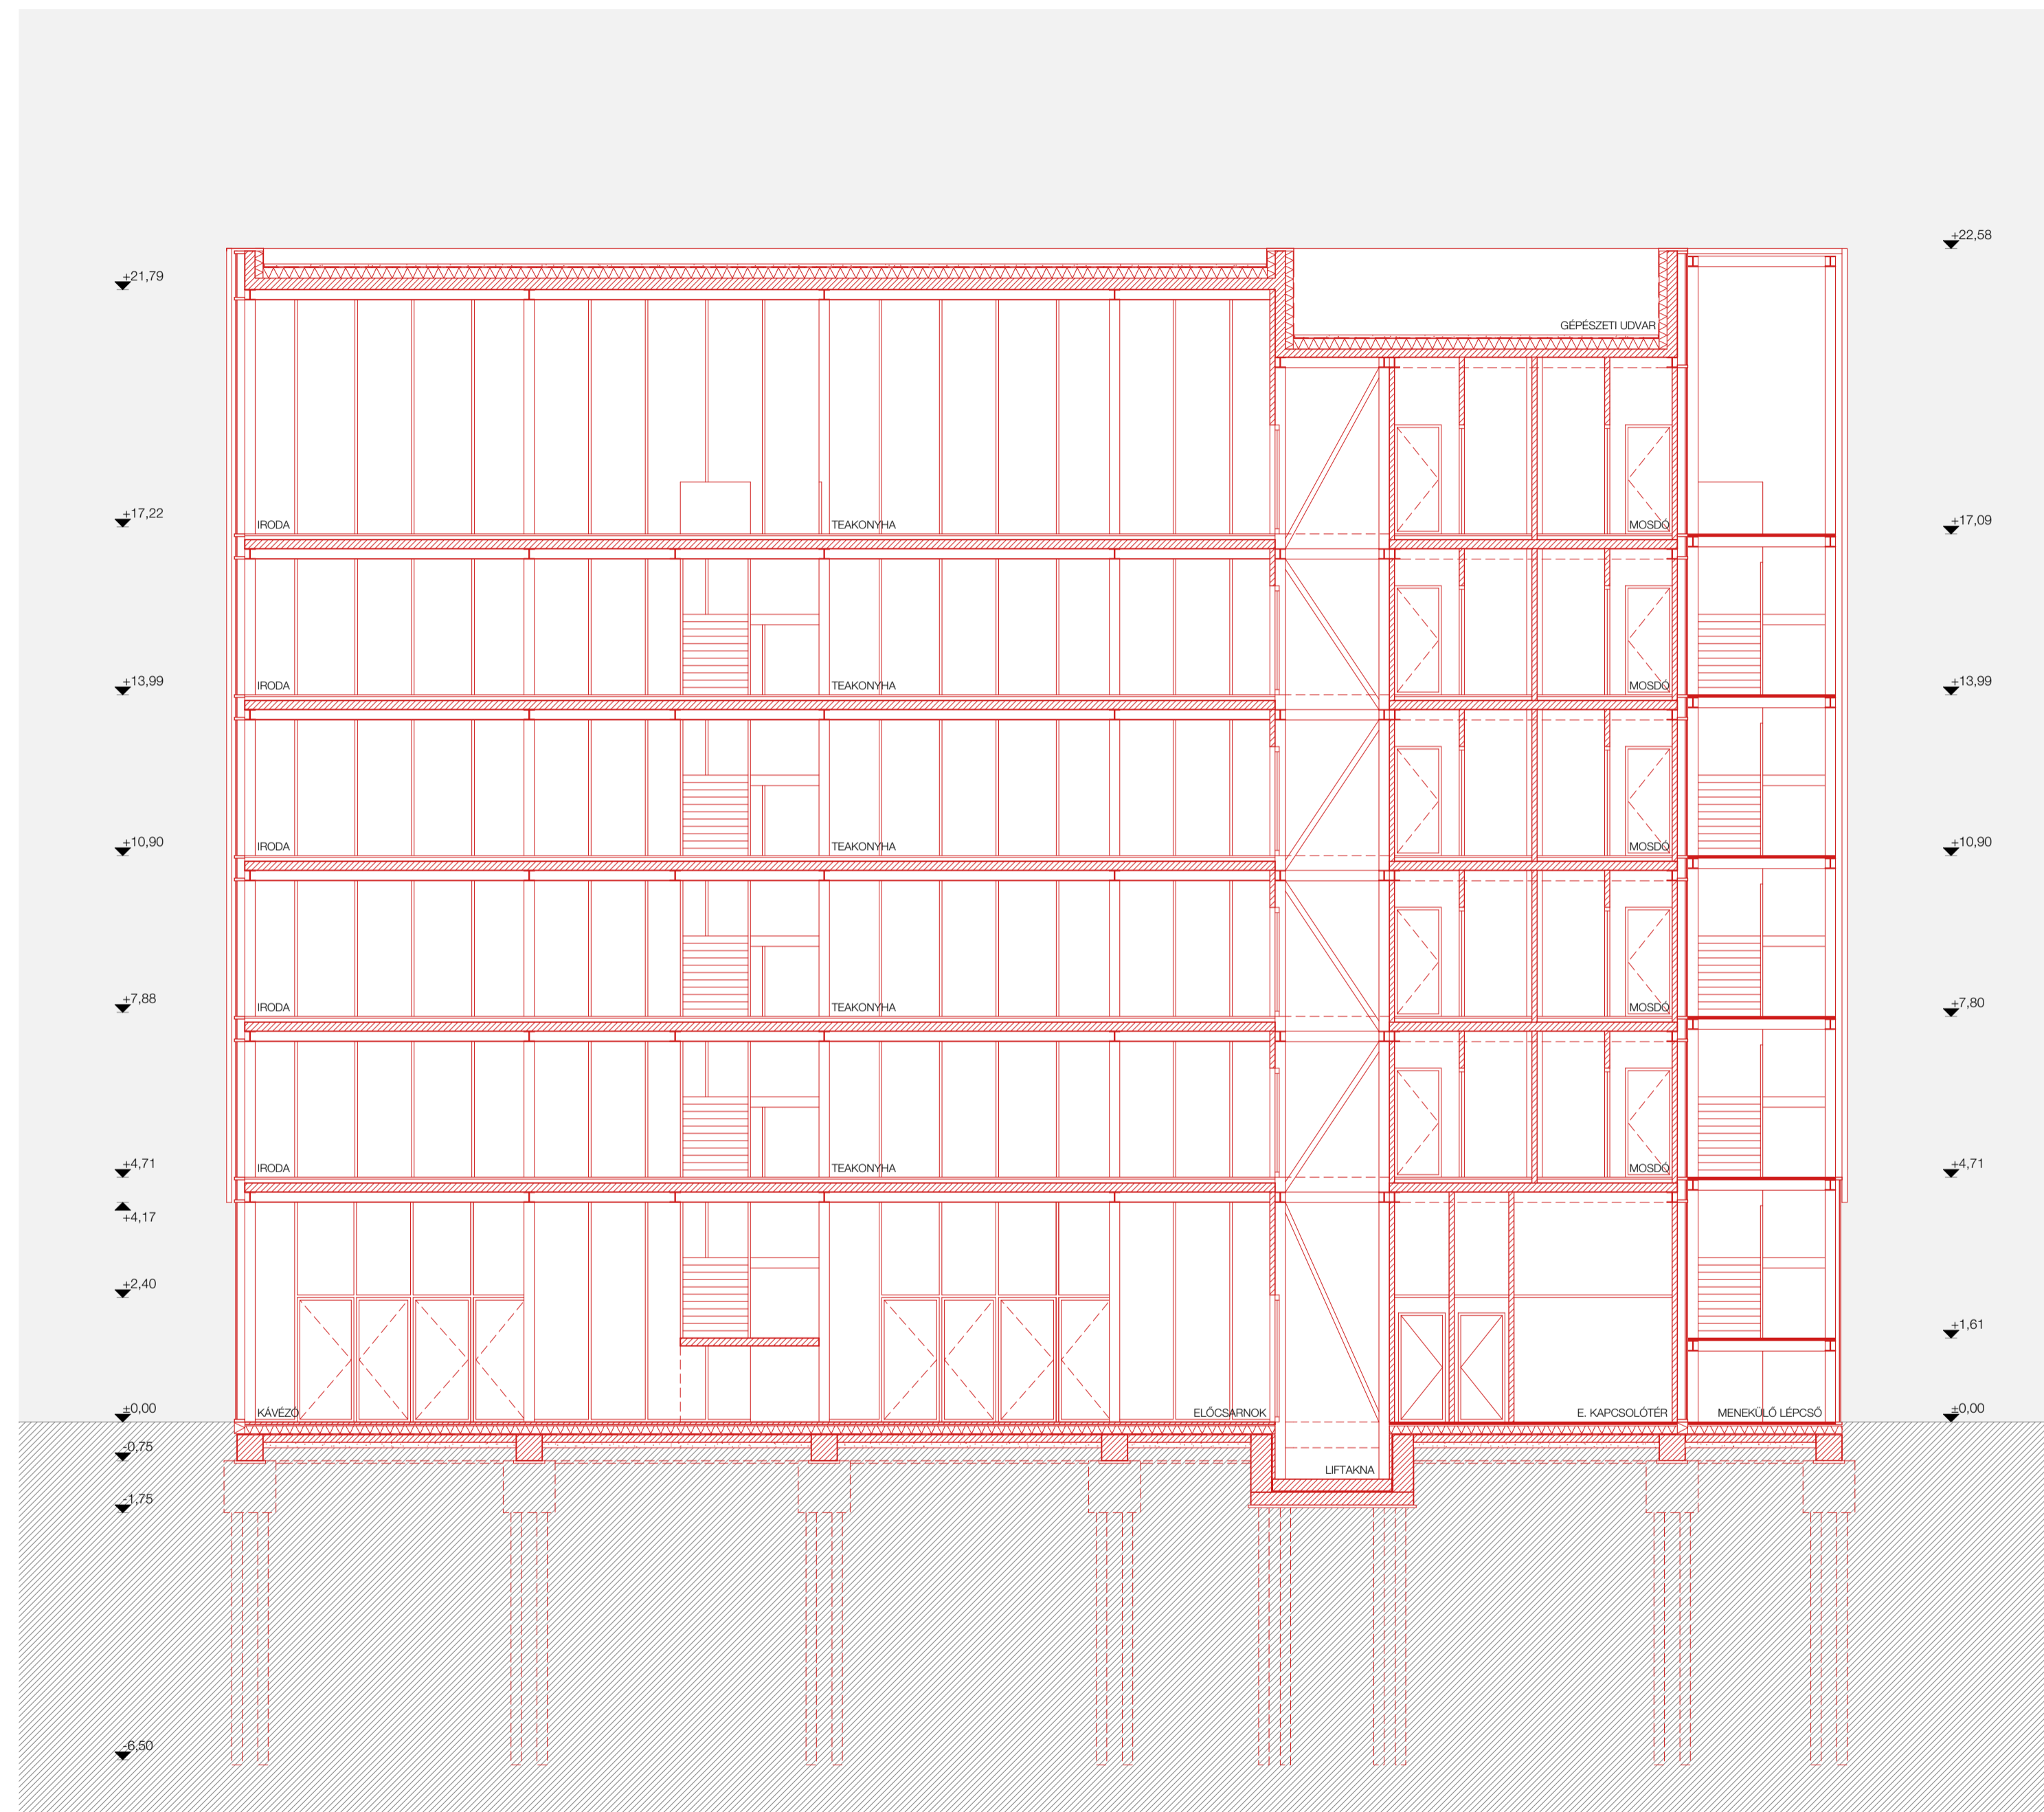 +22,58
+21,79
GÉPÉSZETI UDVAR
+17,22
IRODA
TEAKONYHA
MOSDÓ
+17,09
+13,99
IRODA
TEAKONYHA
MOSDÓ
+13,99
+10,90
IRODA
TEAKONYHA
MOSDÓ
+10,90
+7,88
IRODA
TEAKONYHA
MOSDÓ
+7,80
+4,71
IRODA
TEAKONYHA
MOSDÓ
+4,71
+4,17
+2,40
+1,61
±0,00
KÁVÉZÓ
ELŐCSARNOK
E. KAPCSOLÓTÉR
MENEKÜLŐ LÉPCSŐ
±0,00
-0,75
LIFTAKNA
-1,75
-6,50